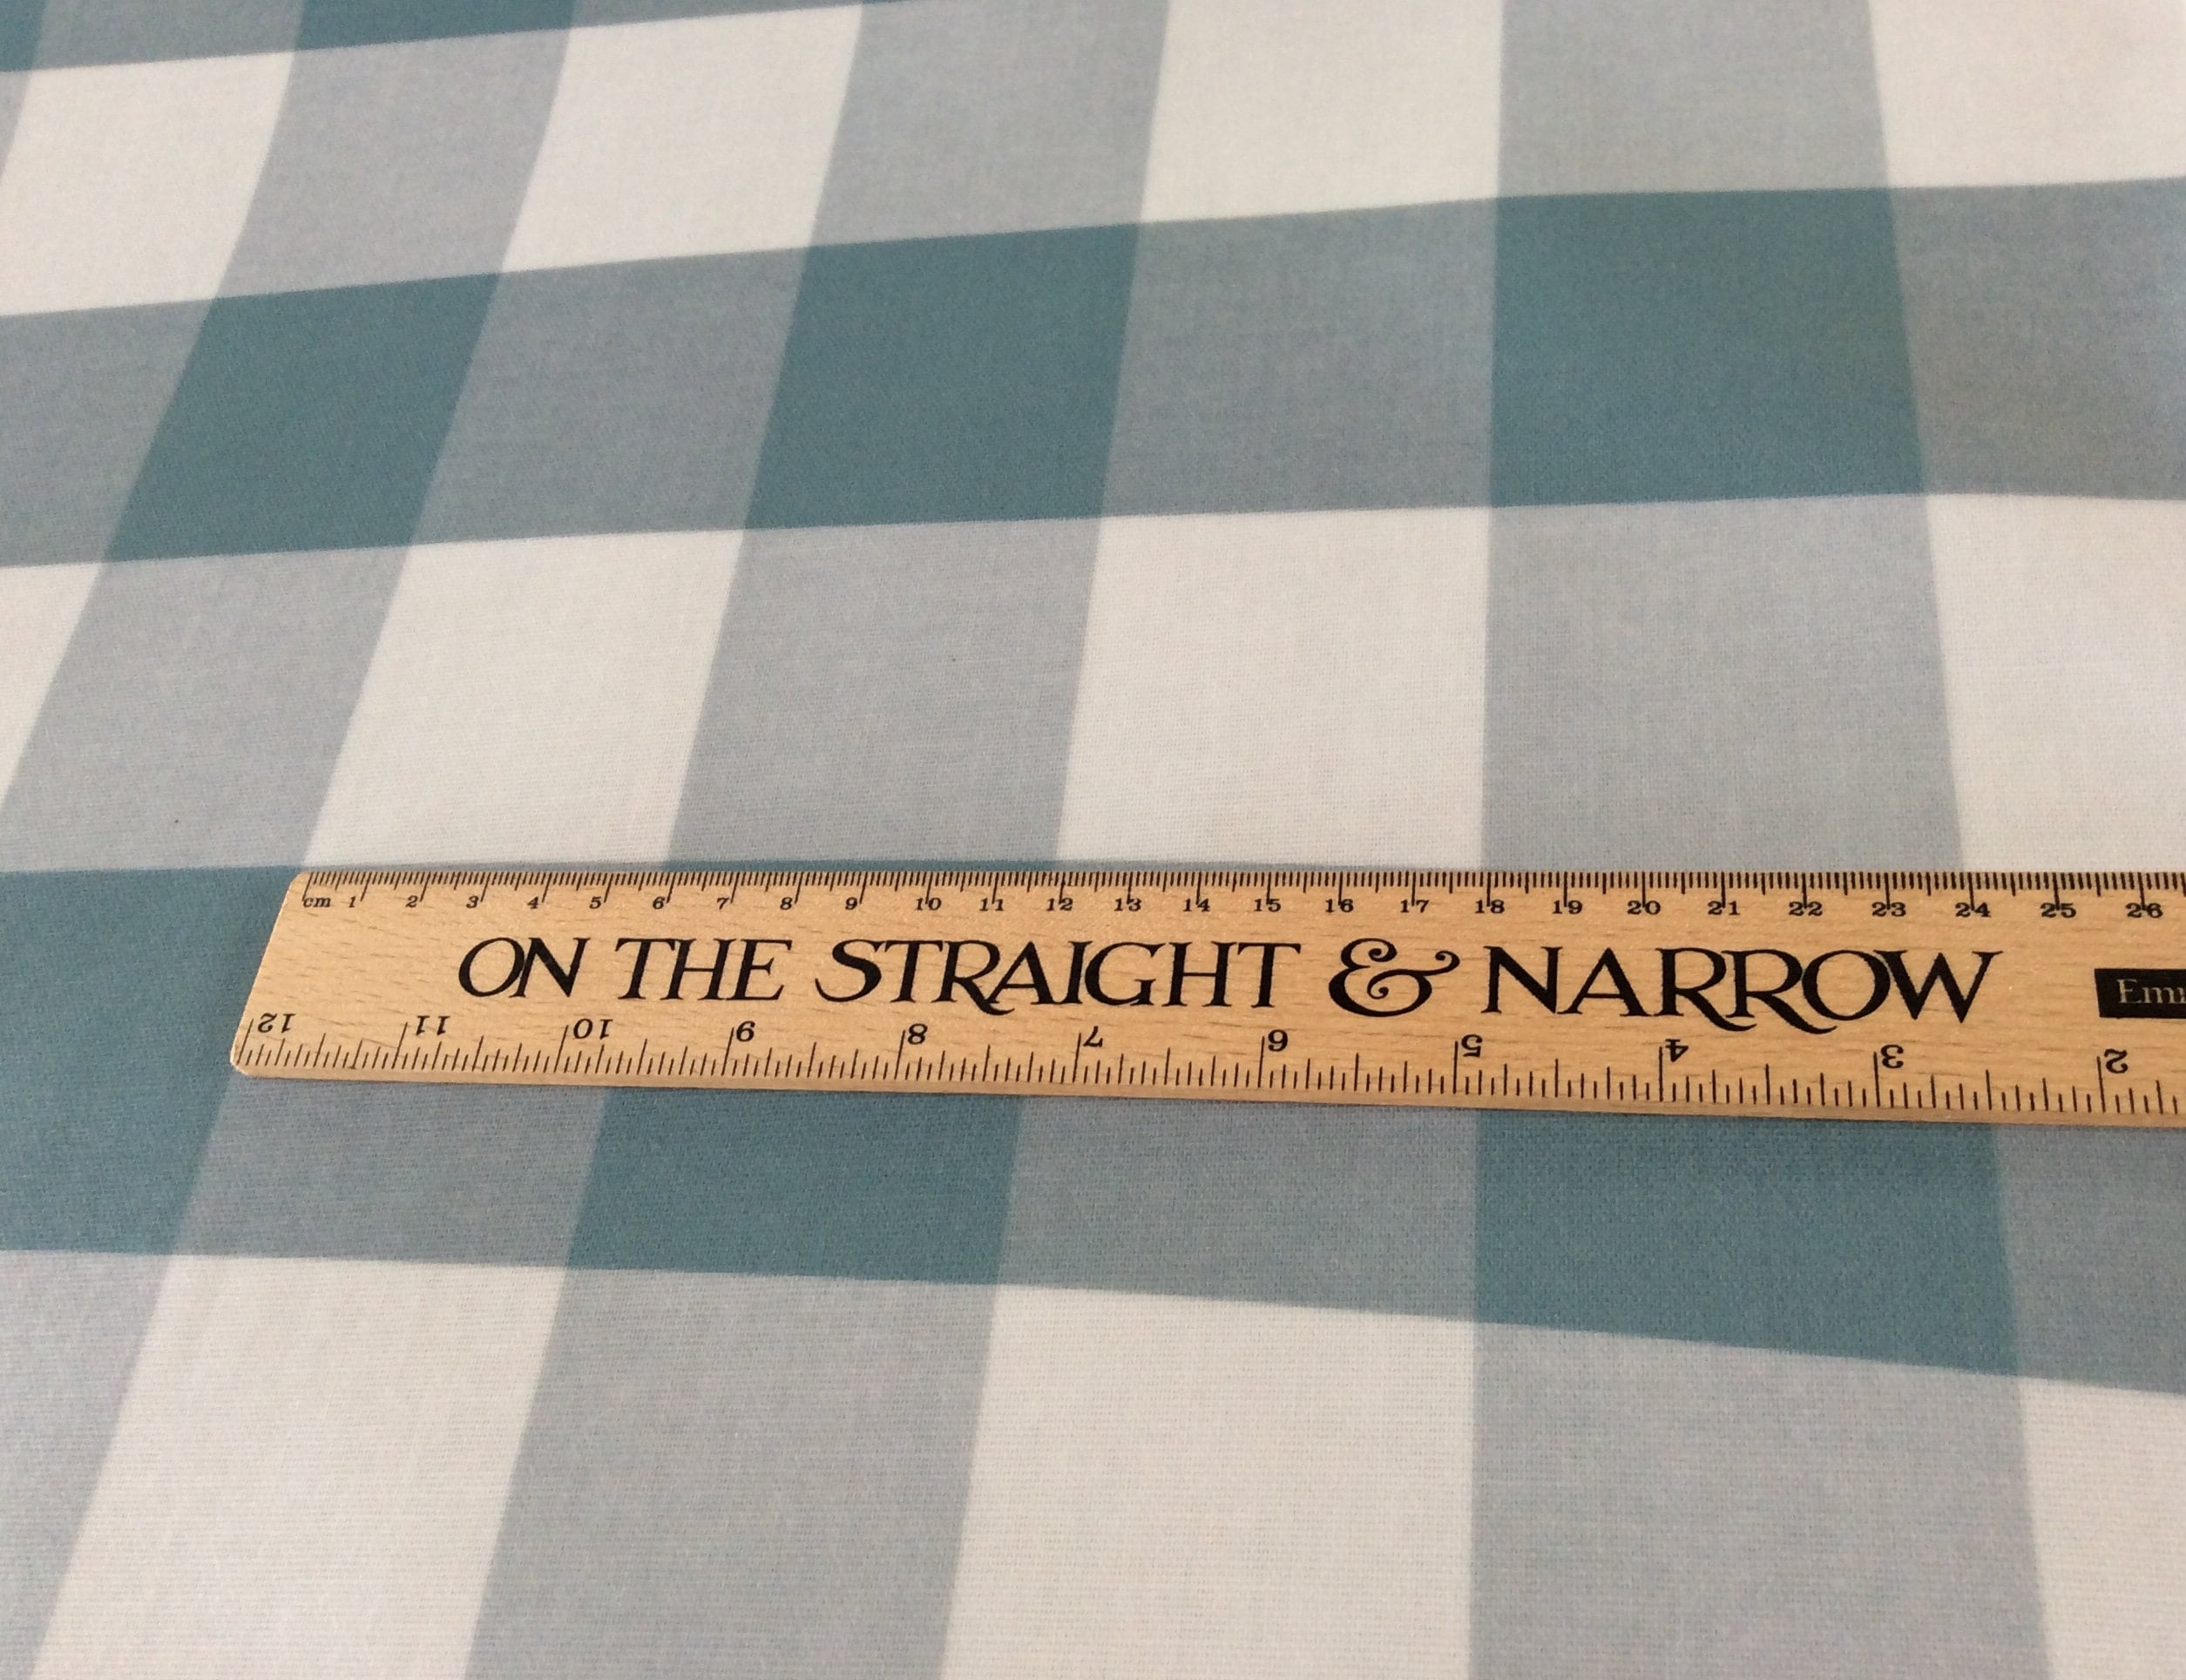 cm 1 2 3 4 5 6 7 8 9 10 11 12 13 14 15 16 17 18 19 20 21 22 23 24 25 26
ON THE STRAIGHT & NARROW
12 11 10 9 8 7 6 5 4 3 2